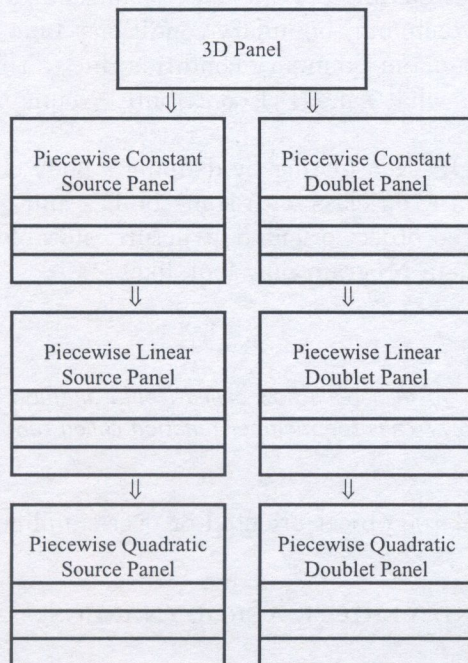 3D Panel
⇓ ⇓
Piecewise Constant
Source Panel
Piecewise Constant
Doublet Panel
⇓ ⇓
Piecewise Linear
Source Panel
Piecewise Linear
Doublet Panel
⇓ ⇓
Piecewise Quadratic
Source Panel
Piecewise Quadratic
Doublet Panel